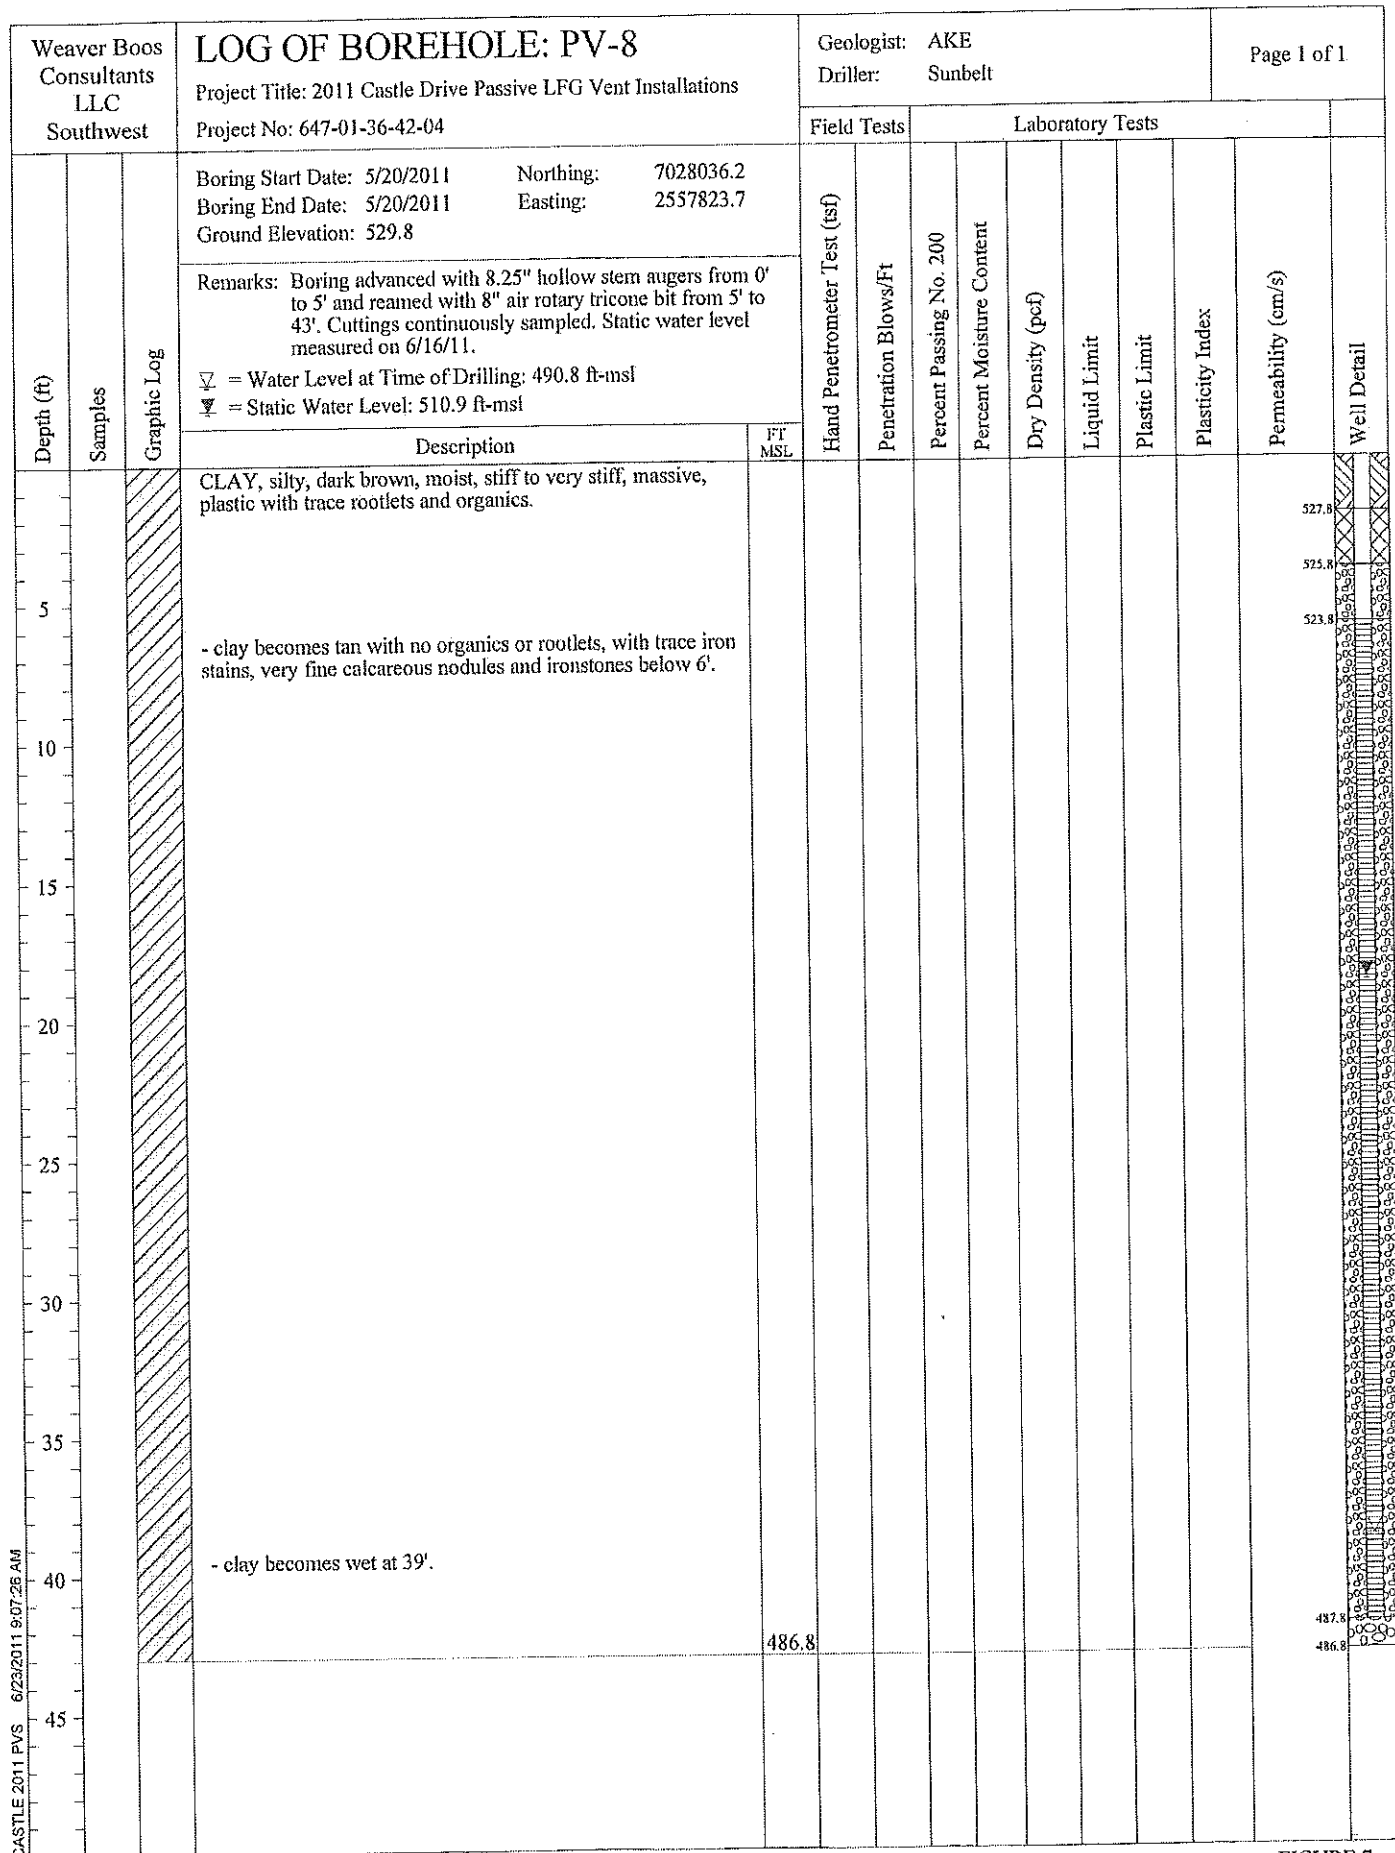 Weaver Boos
Consultants
LLC
Southwest
LOG OF BOREHOLE: PV-8
Project Title: 2011 Castle Drive Passive LFG Vent Installations
Project No: 647-01-36-42-04
Geologist: AKE
Driller: Sunbelt
Page 1 of 1
Field Tests
Laboratory Tests
Boring Start Date: 5/20/2011 Northing: 7028036.2
Boring End Date: 5/20/2011 Easting: 2557823.7
Ground Elevation: 529.8
Remarks: Boring advanced with 8.25" hollow stem augers from 0'
to 5' and reamed with 8" air rotary tricone bit from 5' to
43'. Cuttings continuously sampled. Static water level
measured on 6/16/11.
= Water Level at Time of Drilling: 490.8 ft-msl
= Static Water Level: 510.9 ft-msl
Depth (ft)
Samples
Graphic Log
Description
FT
MSL
Hand Penetrometer Test (tsf)
Penetration Blows/Ft
Percent Passing No. 200
Percent Moisture Content
Dry Density (pcf)
Liquid Limit
Plastic Limit
Plasticity Index
Permeability (cm/s)
Well Detail
CLAY, silty, dark brown, moist, stiff to very stiff, massive,
plastic with trace rootlets and organics.
527.8
525.8
5
523.8
- clay becomes tan with no organics or rootlets, with trace iron
stains, very fine calcareous nodules and ironstones below 6'.
10
15
20
25
30
35
- clay becomes wet at 39'.
40
487.8
486.8
486.8
45
CASTLE 2011 PVS 6/23/2011 9:07:26 AM